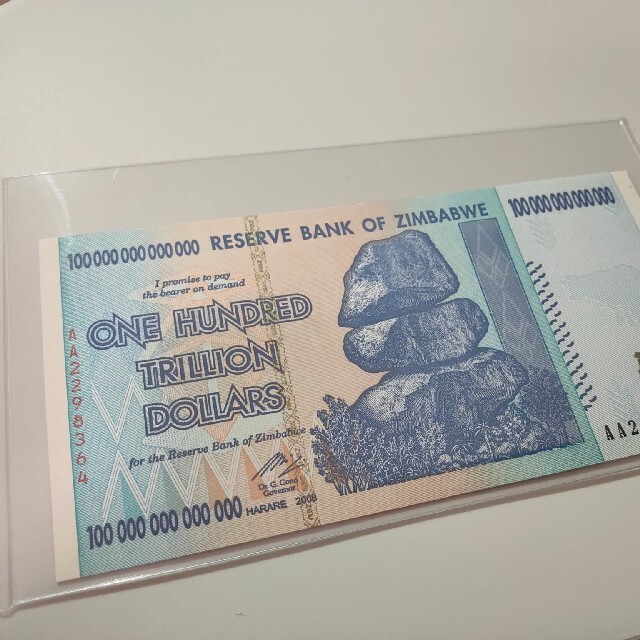 100 000 000 000 000 RESERVE BANK OF ZIMBABWE 100 000 000 000 000
I promise to pay
the bearer on demand
ONE HUNDRED
TRILLION
DOLLARS
for the Reserve Bank of Zimbabwe
Dr. G. Gono
Governor
100 000 000 000 000 HARARE 2008
AA2298364